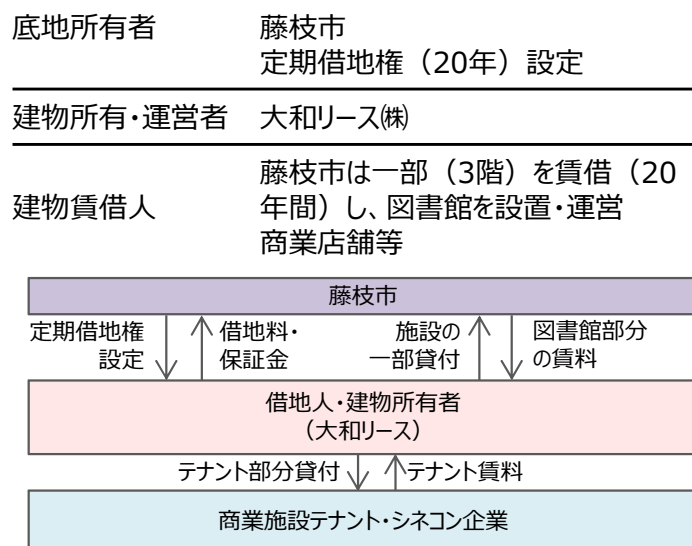 底地所有者 藤枝市
定期借地権（20年）設定
建物所有・運営者 大和リース㈱
建物賃借人 藤枝市は一部（3階）を賃借（20
年間）し、図書館を設置・運営
商業店舗等
藤枝市
定期借地権
設定
借地料・
保証金
施設の
一部貸付
図書館部分
の賃料
借地人・建物所有者
（大和リース）
テナント部分貸付
テナント賃料
商業施設テナント・シネコン企業